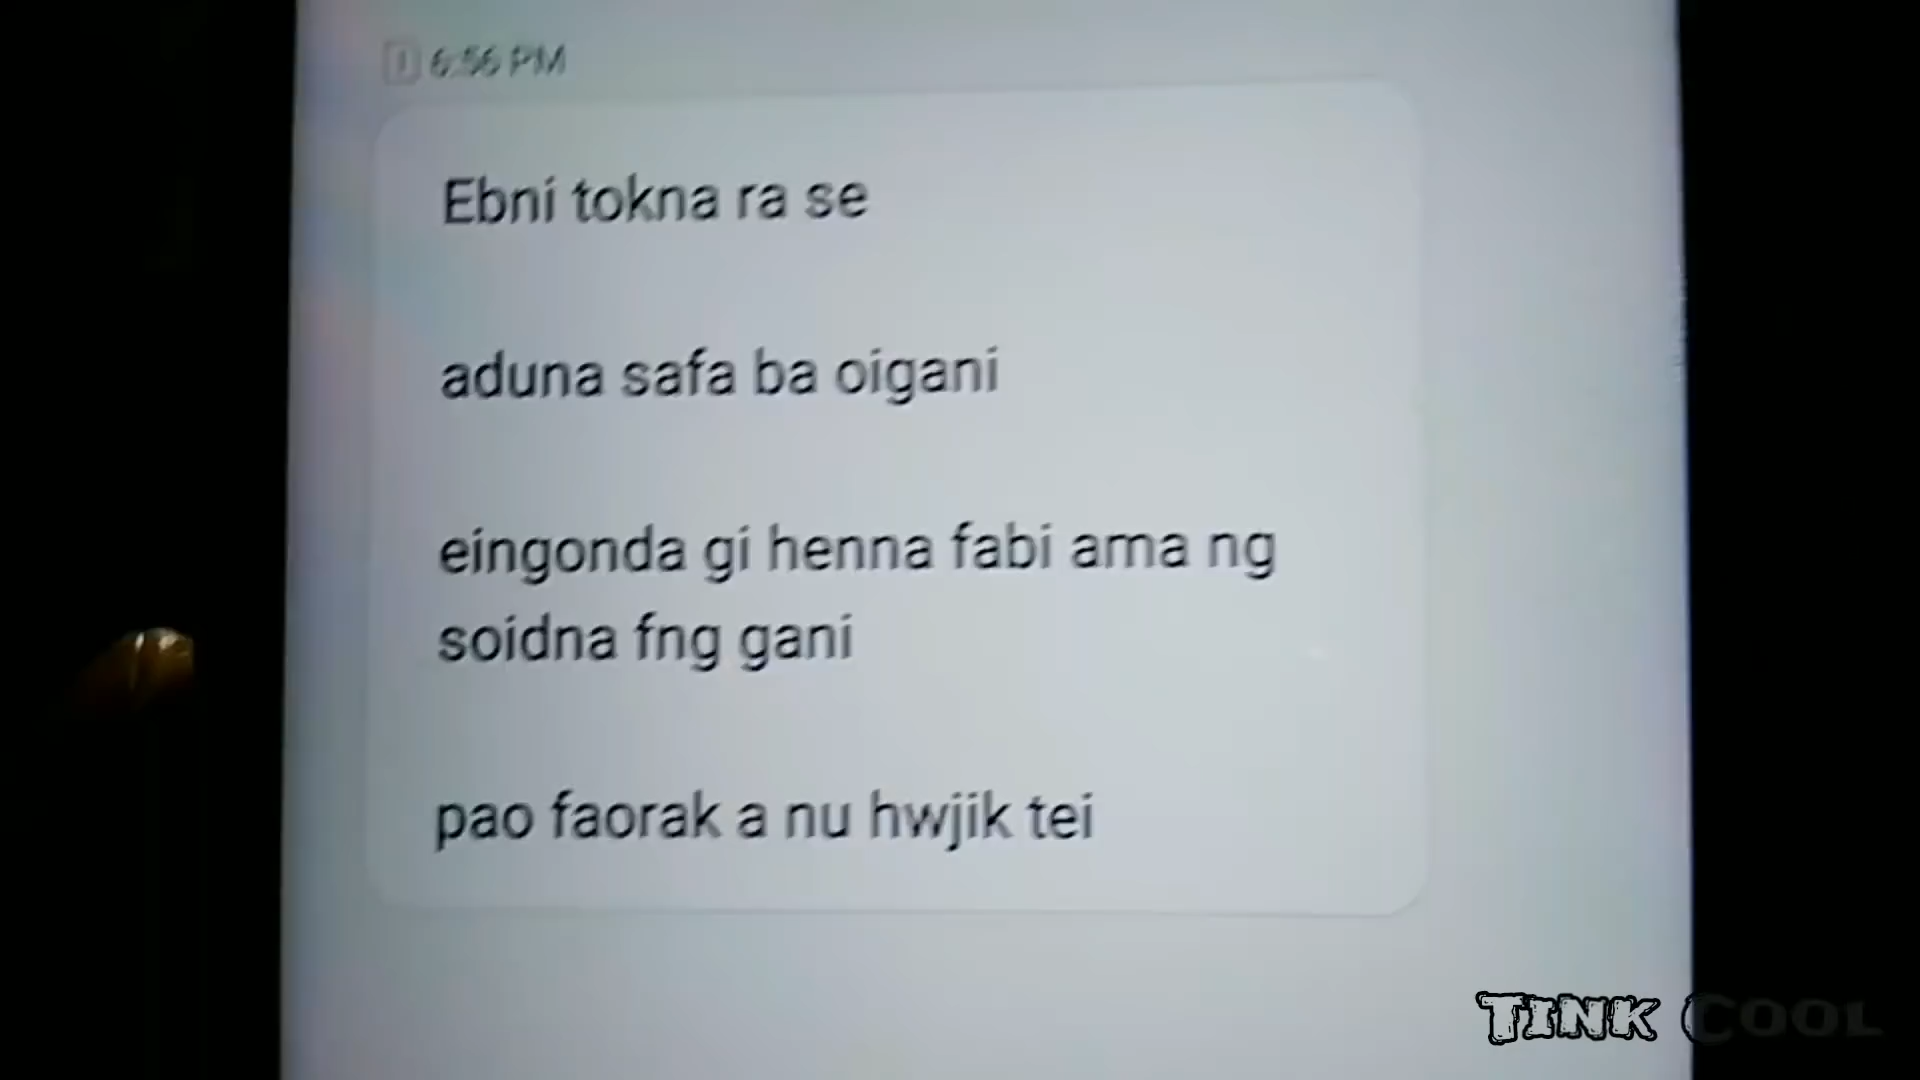 6:56 PM
Ebni tokna ra se
aduna safa ba oigani
eingonda gi henna fabi ama ng
soidna fng gani
pao faorak a nu hwjik tei
TINK COOL